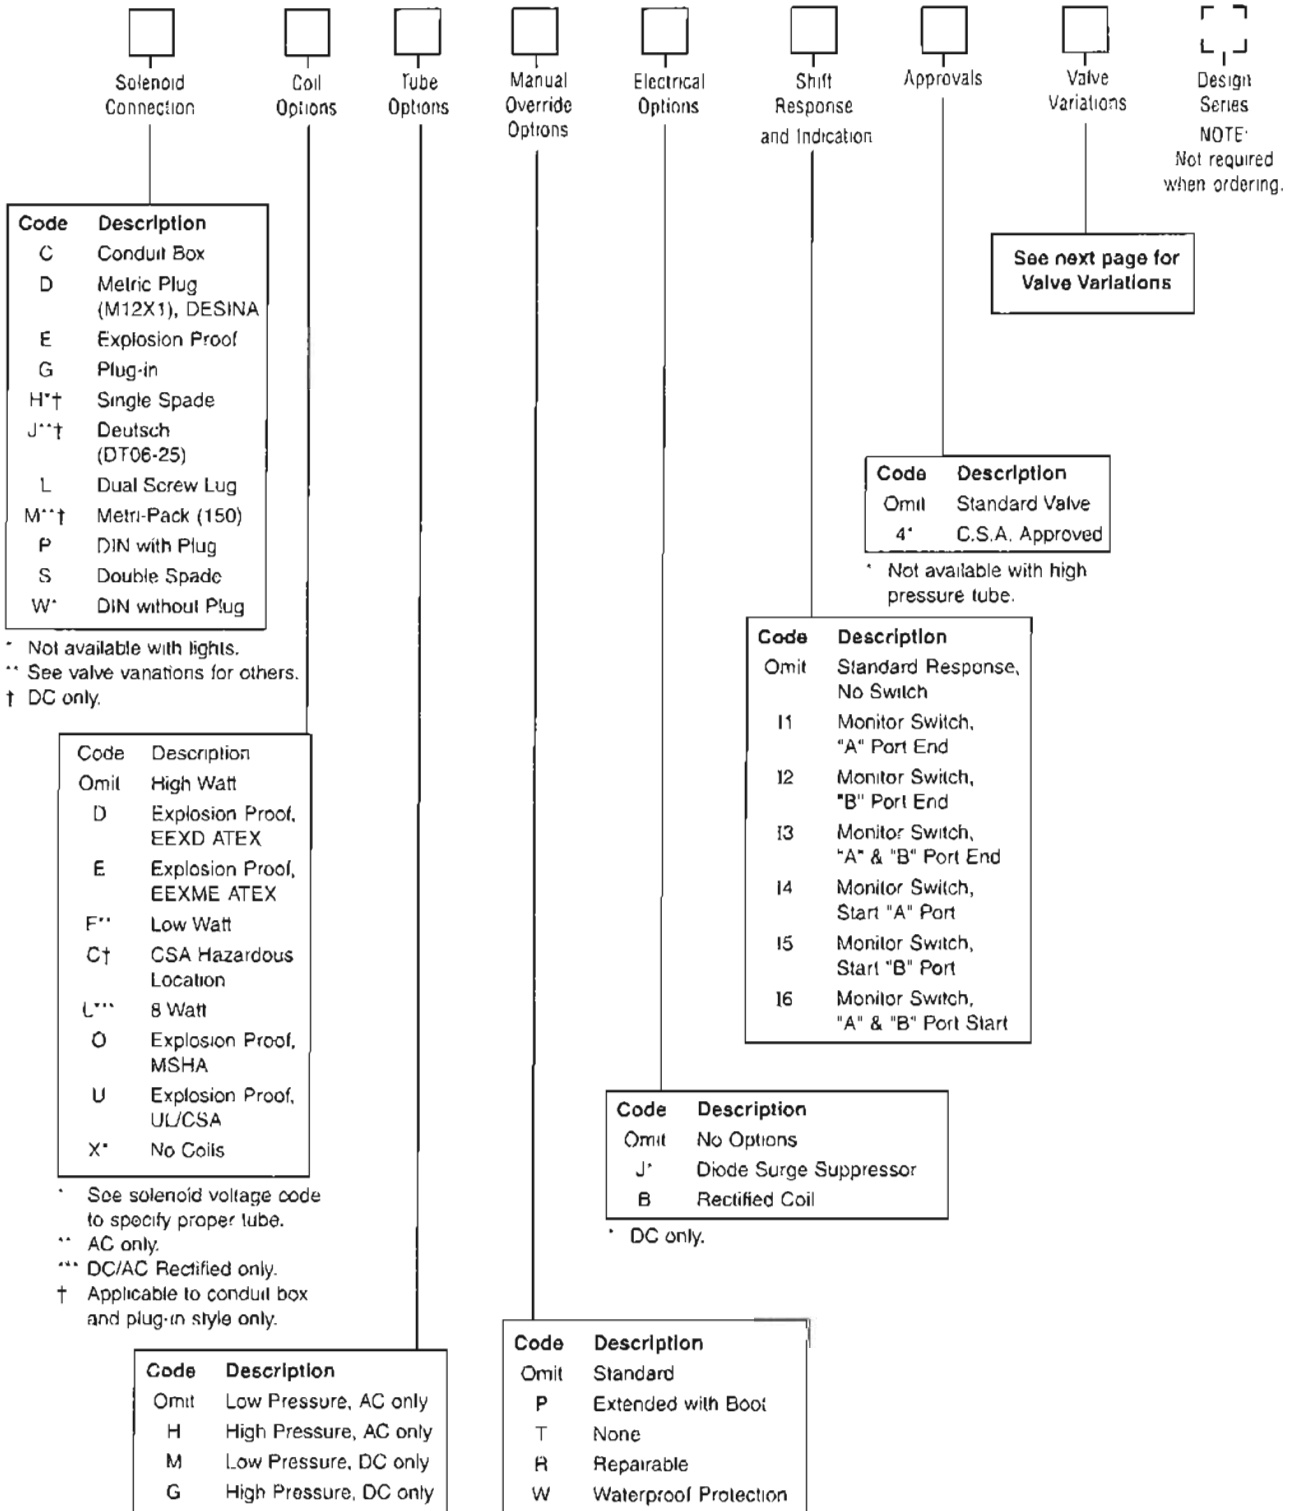 Solenoid
Connection
Coil
Options
Tube
Options
Manual
Override
Options
Electrical
Options
Shift
Response
and Indication
Approvals
Valve
Variations
Design
Series
NOTE:
Not required
when ordering.
Code Description
C Conduit Box
D Metric Plug
(M12X1), DESINA
E Explosion Proof
G Plug-in
H*† Single Spade
J**† Deutsch
(DT06-25)
L Dual Screw Lug
M**† Metri-Pack (150)
P DIN with Plug
S Double Spade
W* DIN without Plug
* Not available with lights.
** See valve variations for others.
† DC only.
See next page for
Valve Variations
Code Description
Omit Standard Valve
4* C.S.A. Approved
* Not available with high
pressure tube.
Code Description
Omit Standard Response,
No Switch
I1 Monitor Switch,
"A" Port End
I2 Monitor Switch,
"B" Port End
I3 Monitor Switch,
"A" & "B" Port End
I4 Monitor Switch,
Start "A" Port
I5 Monitor Switch,
Start "B" Port
I6 Monitor Switch,
"A" & "B" Port Start
Code Description
Omit High Watt
D Explosion Proof,
EEXD ATEX
E Explosion Proof,
EEXME ATEX
F** Low Watt
C† CSA Hazardous
Location
L*** 8 Watt
O Explosion Proof,
MSHA
U Explosion Proof,
UL/CSA
X* No Coils
* See solenoid voltage code
to specify proper tube.
** AC only.
*** DC/AC Rectified only.
† Applicable to conduit box
and plug-in style only.
Code Description
Omit No Options
J* Diode Surge Suppressor
B Rectified Coil
* DC only.
Code Description
Omit Low Pressure, AC only
H High Pressure, AC only
M Low Pressure, DC only
G High Pressure, DC only
Code Description
Omit Standard
P Extended with Boot
T None
R Repairable
W Waterproof Protection